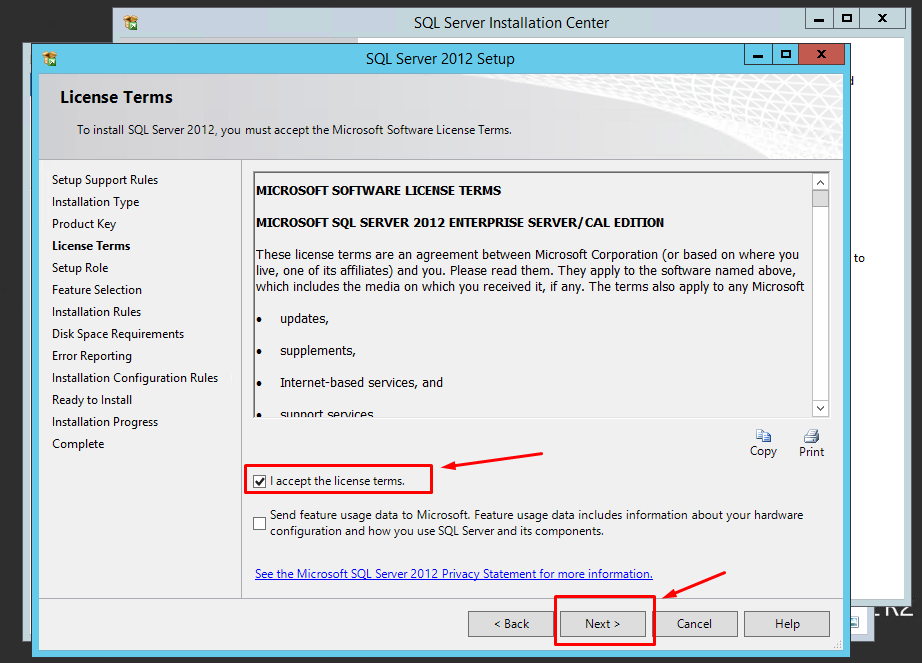 SQL Server Installation Center
SQL Server 2012 Setup
License Terms
To install SQL Server 2012, you must accept the Microsoft Software License Terms.
Setup Support Rules
Installation Type
Product Key
License Terms
Setup Role
Feature Selection
Installation Rules
Disk Space Requirements
Error Reporting
Installation Configuration Rules
Ready to Install
Installation Progress
Complete
MICROSOFT SOFTWARE LICENSE TERMS
MICROSOFT SQL SERVER 2012 ENTERPRISE SERVER/CAL EDITION
These license terms are an agreement between Microsoft Corporation (or based on where you
live, one of its affiliates) and you. Please read them. They apply to the software named above,
which includes the media on which you received it, if any. The terms also apply to any Microsoft
• updates,
• supplements,
• Internet-based services, and
• support services
Copy
Print
I accept the license terms.
Send feature usage data to Microsoft. Feature usage data includes information about your hardware
configuration and how you use SQL Server and its components.
See the Microsoft SQL Server 2012 Privacy Statement for more information.
< Back
Next >
Cancel
Help
to